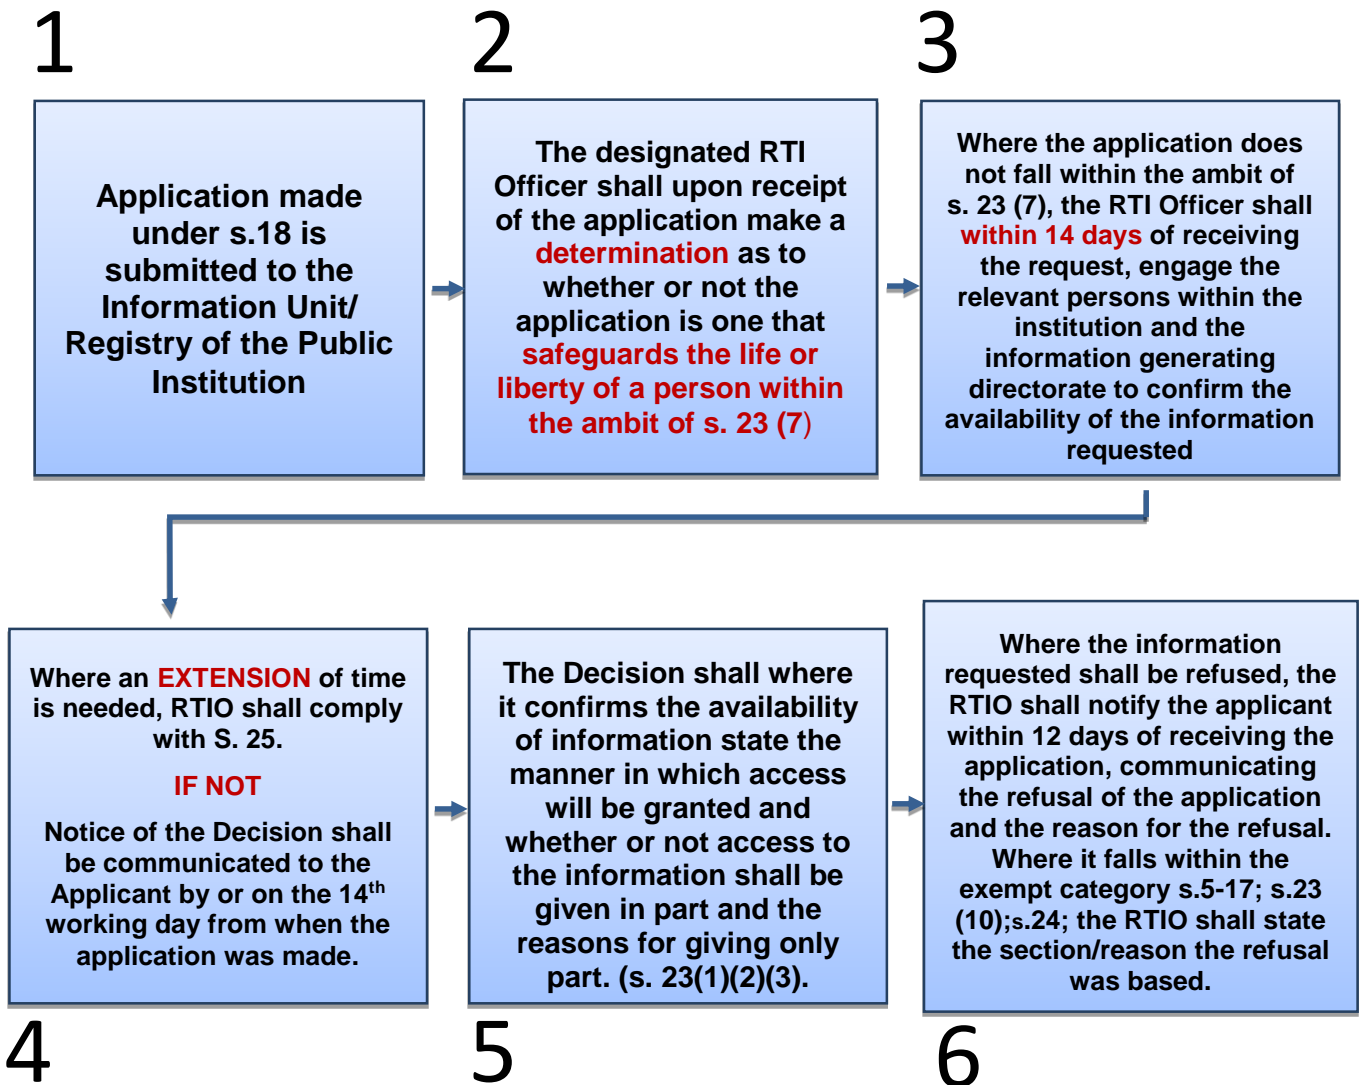 1
Application made
under s.18 is
submitted to the
Information Unit/
Registry of the Public
Institution
2
The designated RTI
Officer shall upon receipt
of the application make a
determination as to
whether or not the
application is one that
safeguards the life or
liberty of a person within
the ambit of s. 23 (7)
3
Where the application does
not fall within the ambit of
s. 23 (7), the RTI Officer shall
within 14 days of receiving
the request, engage the
relevant persons within the
institution and the
information generating
directorate to confirm the
availability of the information
requested
Where an EXTENSION of time
is needed, RTIO shall comply
with S. 25.
IF NOT
Notice of the Decision shall
be communicated to the
Applicant by or on the 14th
working day from when the
application was made.
4
The Decision shall where
it confirms the availability
of information state the
manner in which access
will be granted and
whether or not access to
the information shall be
given in part and the
reasons for giving only
part. (s. 23(1)(2)(3).
5
Where the information
requested shall be refused, the
RTIO shall notify the applicant
within 12 days of receiving the
application, communicating
the refusal of the application
and the reason for the refusal.
Where it falls within the
exempt category s.5-17; s.23
(10);s.24; the RTIO shall state
the section/reason the refusal
was based.
6